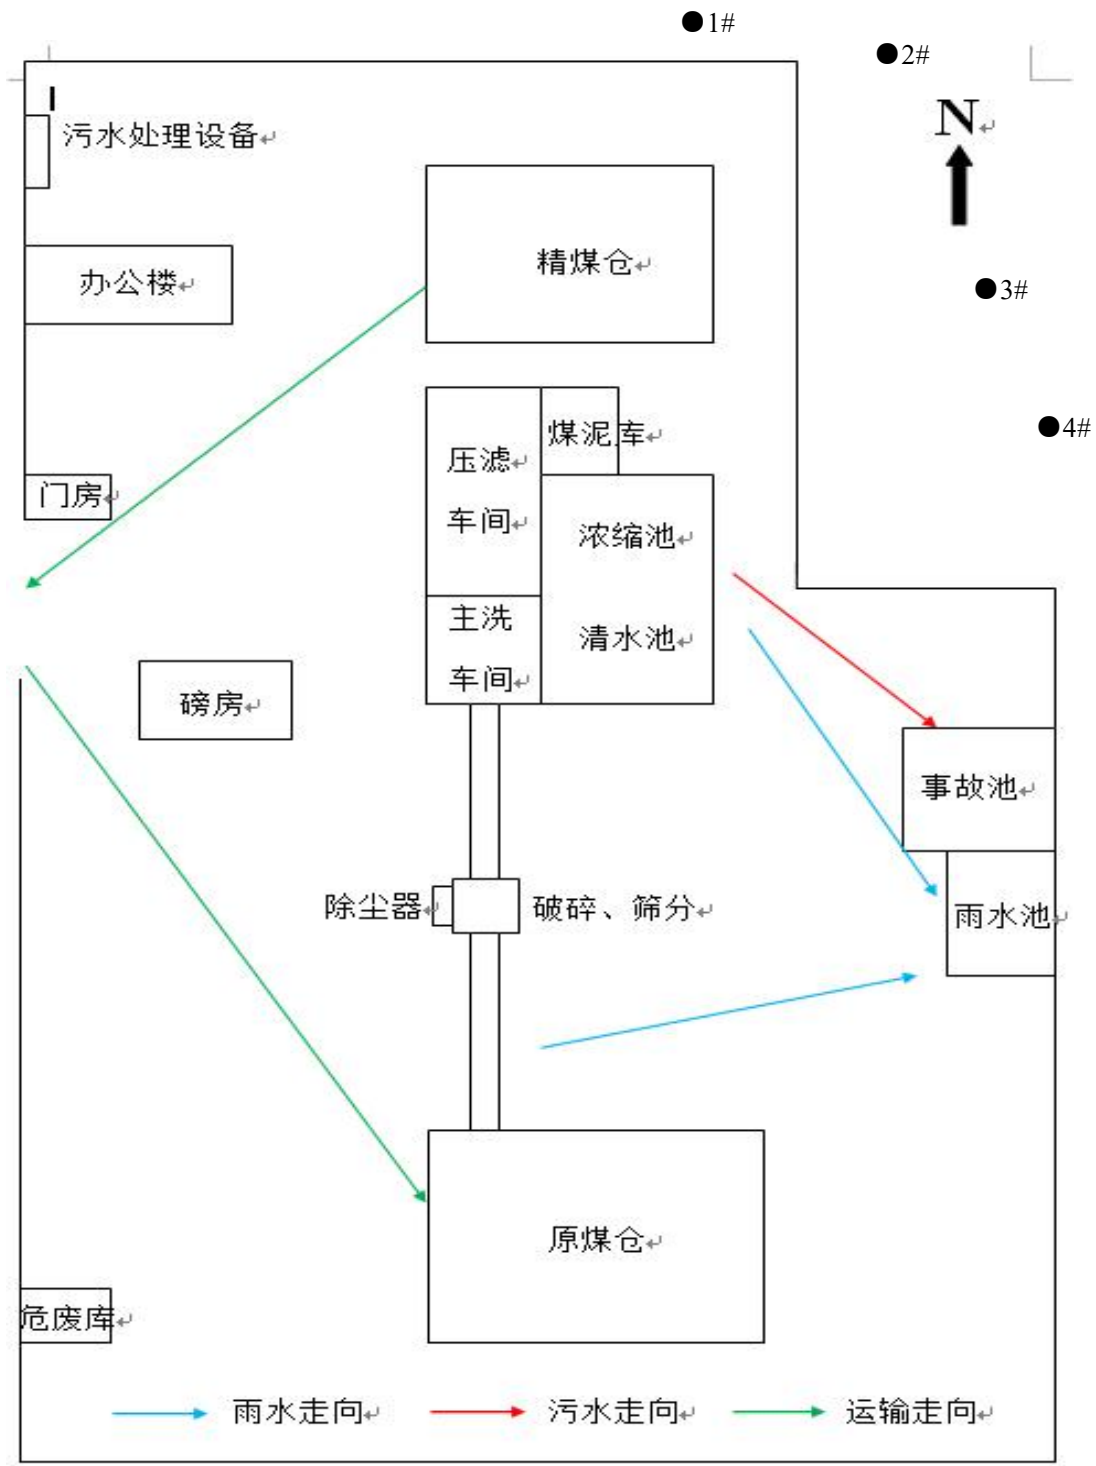 ●1#
●2#
N
污水处理设备
精煤仓
办公楼
●3#
煤泥库
●4#
压滤
车间
门房
浓缩池
主洗
车间
清水池
磅房
事故池
除尘器
破碎、筛分
雨水池
原煤仓
危废库
雨水走向
污水走向
运输走向